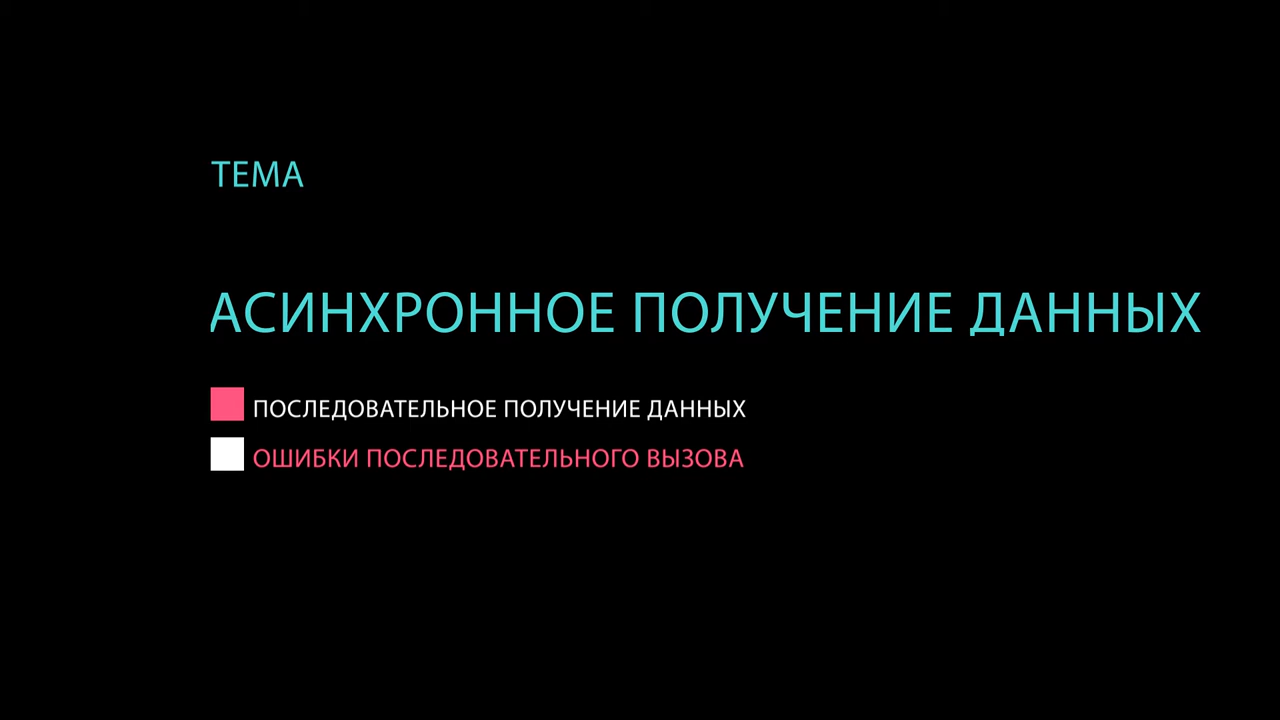 ТЕМА
АСИНХРОННОЕ ПОЛУЧЕНИЕ ДАННЫХ
ПОСЛЕДОВАТЕЛЬНОЕ ПОЛУЧЕНИЕ ДАННЫХ
ОШИБКИ ПОСЛЕДОВАТЕЛЬНОГО ВЫЗОВА